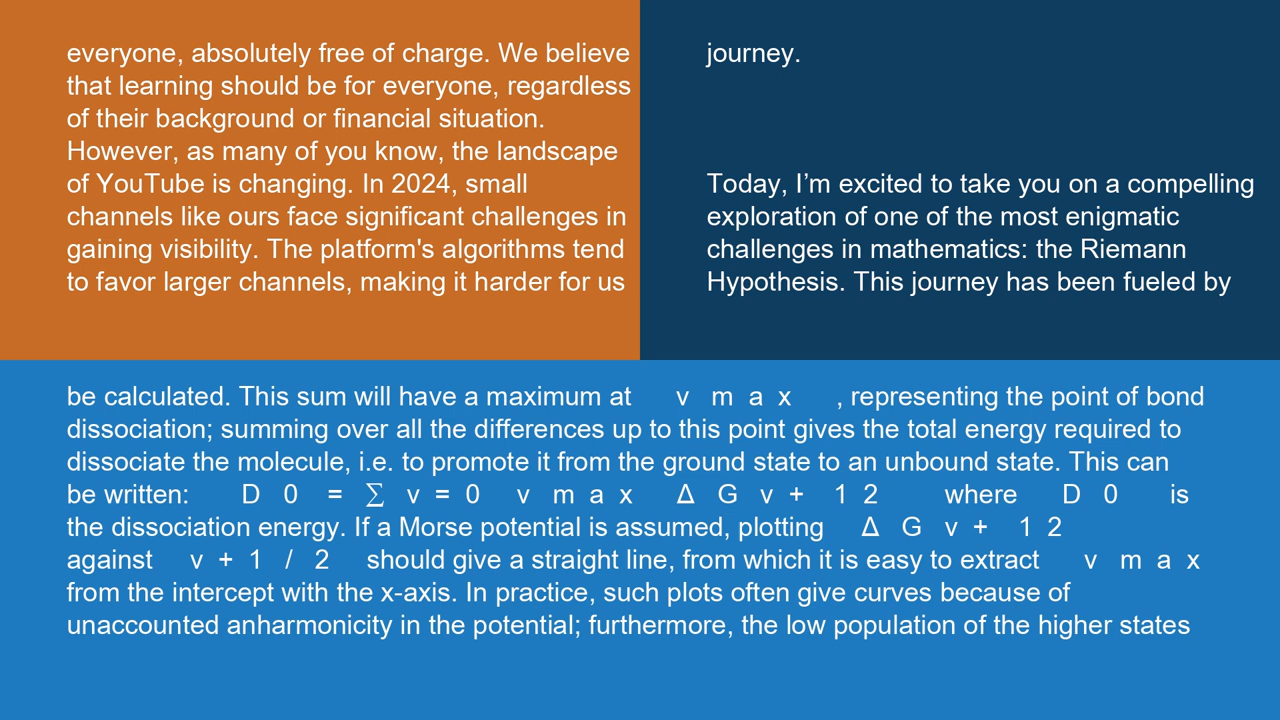 everyone, absolutely free of charge. We believe
that learning should be for everyone, regardless
of their background or financial situation.
However, as many of you know, the landscape
of YouTube is changing. In 2024, small
channels like ours face significant challenges in
gaining visibility. The platform's algorithms tend
to favor larger channels, making it harder for us
journey.
Today, I’m excited to take you on a compelling
exploration of one of the most enigmatic
challenges in mathematics: the Riemann
Hypothesis. This journey has been fueled by
be calculated. This sum will have a maximum at v m a x , representing the point of bond
dissociation; summing over all the differences up to this point gives the total energy required to
dissociate the molecule, i.e. to promote it from the ground state to an unbound state. This can
be written: D 0 = ∑ v = 0 v m a x Δ G v + 1 2 where D 0 is
the dissociation energy. If a Morse potential is assumed, plotting Δ G v + 1 2
against v + 1 / 2 should give a straight line, from which it is easy to extract v m a x
from the intercept with the x-axis. In practice, such plots often give curves because of
unaccounted anharmonicity in the potential; furthermore, the low population of the higher states